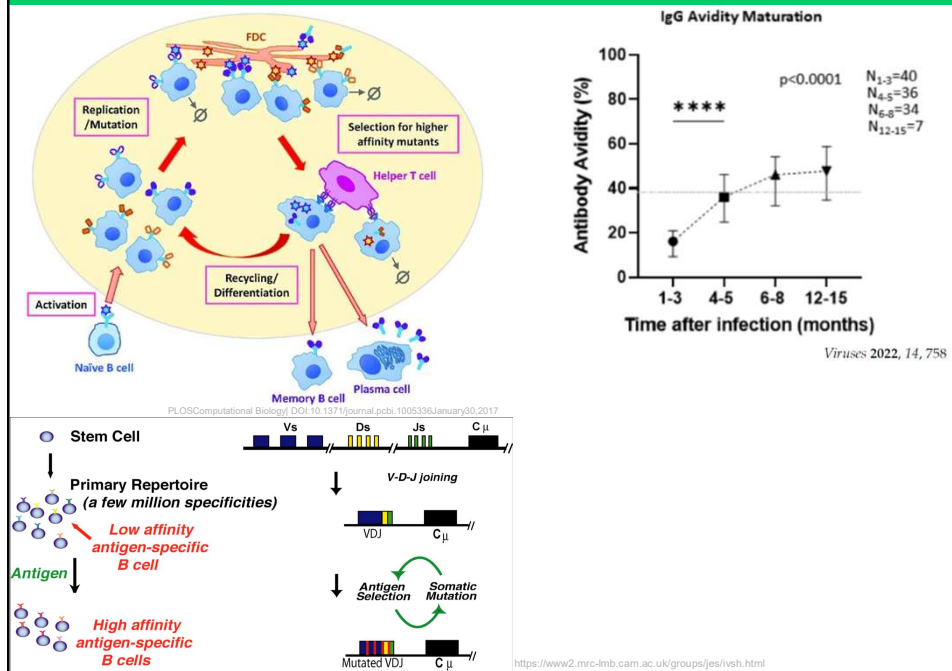 FDC
Replication
/Mutation
Selection for higher
affinity mutants
Helper T cell
Recycling/
Differentiation
Activation
Naïve B cell
Memory B cell
Plasma cell
PLOSComputational Biology| DOI:10.1371/journal.pcbi.1005336January30,2017
IgG Avidity Maturation
Antibody Avidity (%)
100
80
60
40
20
0
p<0.0001
****
N1-3=40
N4-5=36
N6-8=34
N12-15=7
1-3 4-5 6-8 12-15
Time after infection (months)
Viruses 2022, 14, 758
Stem Cell
Primary Repertoire
(a few million specificities)
Low affinity
antigen-specific
B cell
Antigen
High affinity
antigen-specific
B cells
Vs Ds Js C μ
V-D-J joining
VDJ C μ
Antigen
Selection
Somatic
Mutation
Mutated VDJ C μ
https://www2.mrc-lmb.cam.ac.uk/groups/jes/ivsh.html